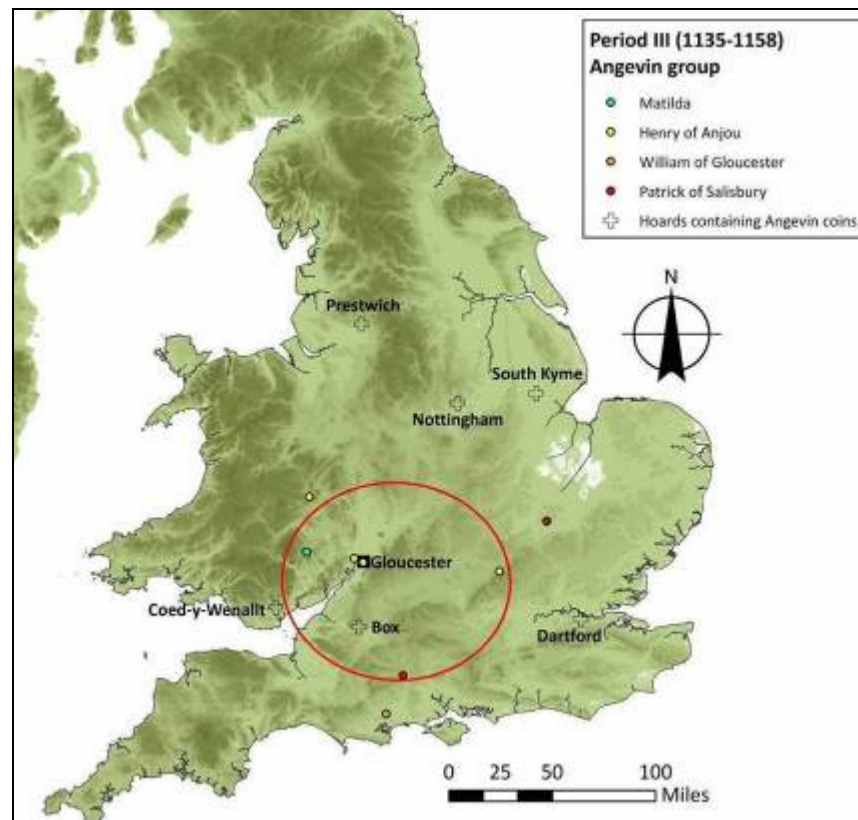 Period III (1135-1158)
Angevin group
Matilda
Henry of Anjou
William of Gloucester
Patrick of Salisbury
Hoards containing Angevin coins
N
Prestwich
South Kyme
Nottingham
Gloucester
Coed-y-Wenallt
Box
Dartford
0 25 50 100
Miles